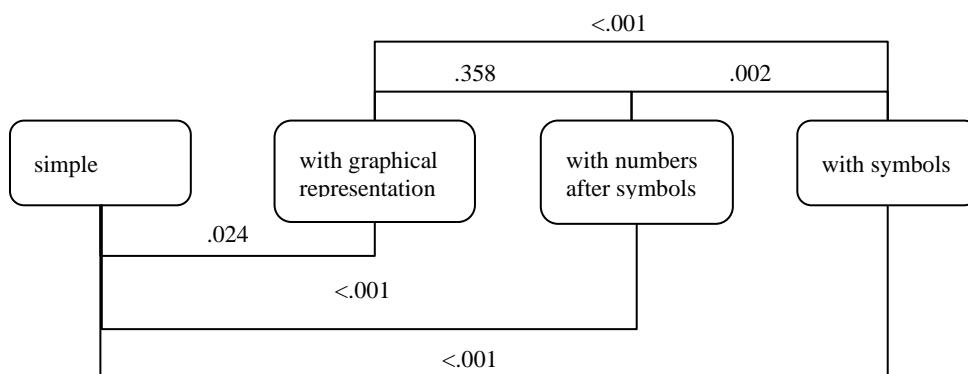 <.001
.358
.002
simple
with graphical
representation
with numbers
after symbols
with symbols
.024
<.001
<.001